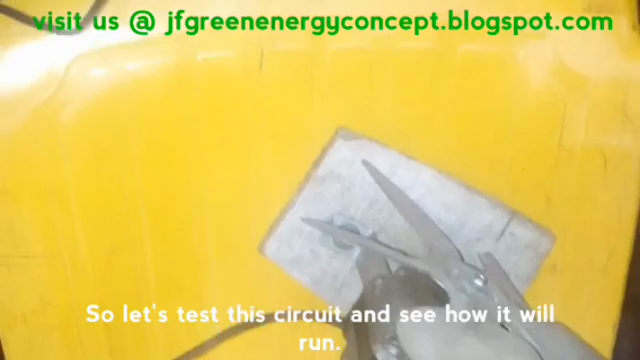 visit us @ jfgreenenergyconcept.blogspot.com
So let's test this circuit and see how it will
run.